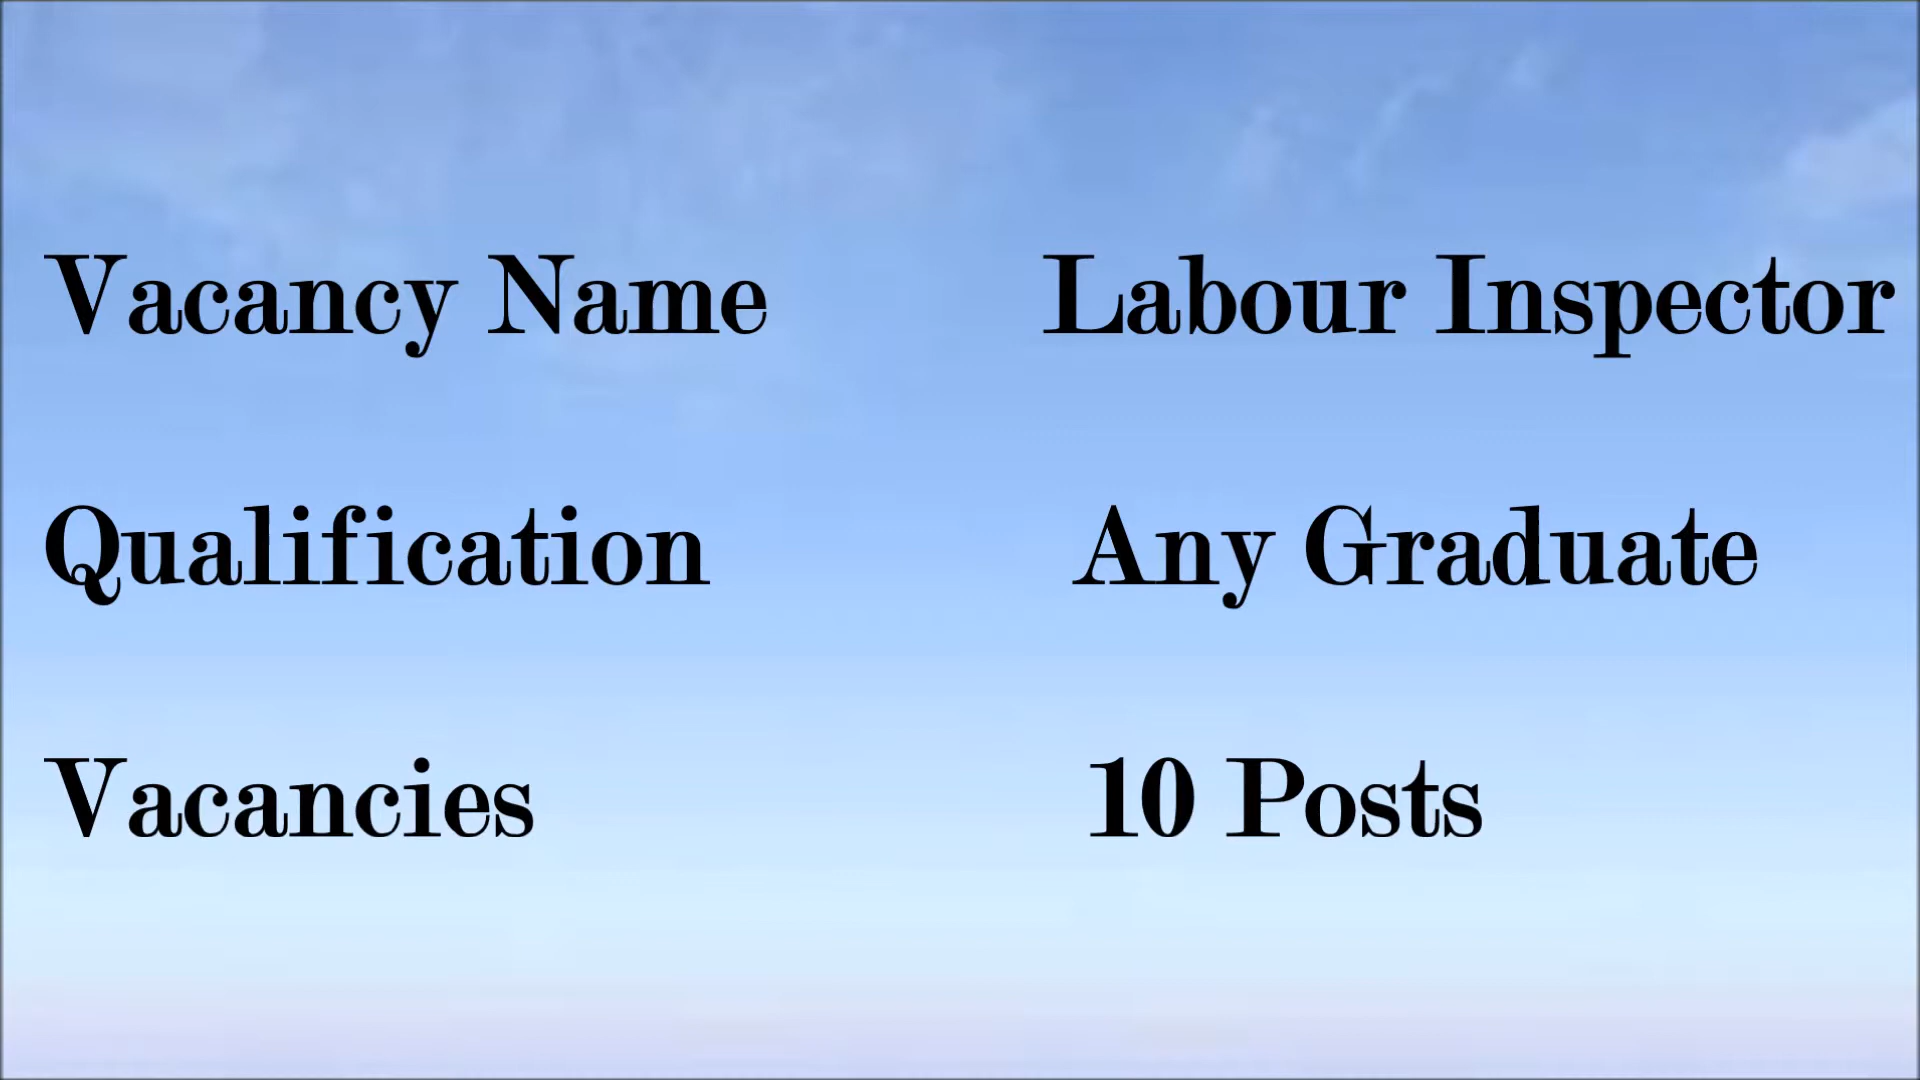 Vacancy Name Labour Inspector
Qualification Any Graduate
Vacancies 10 Posts